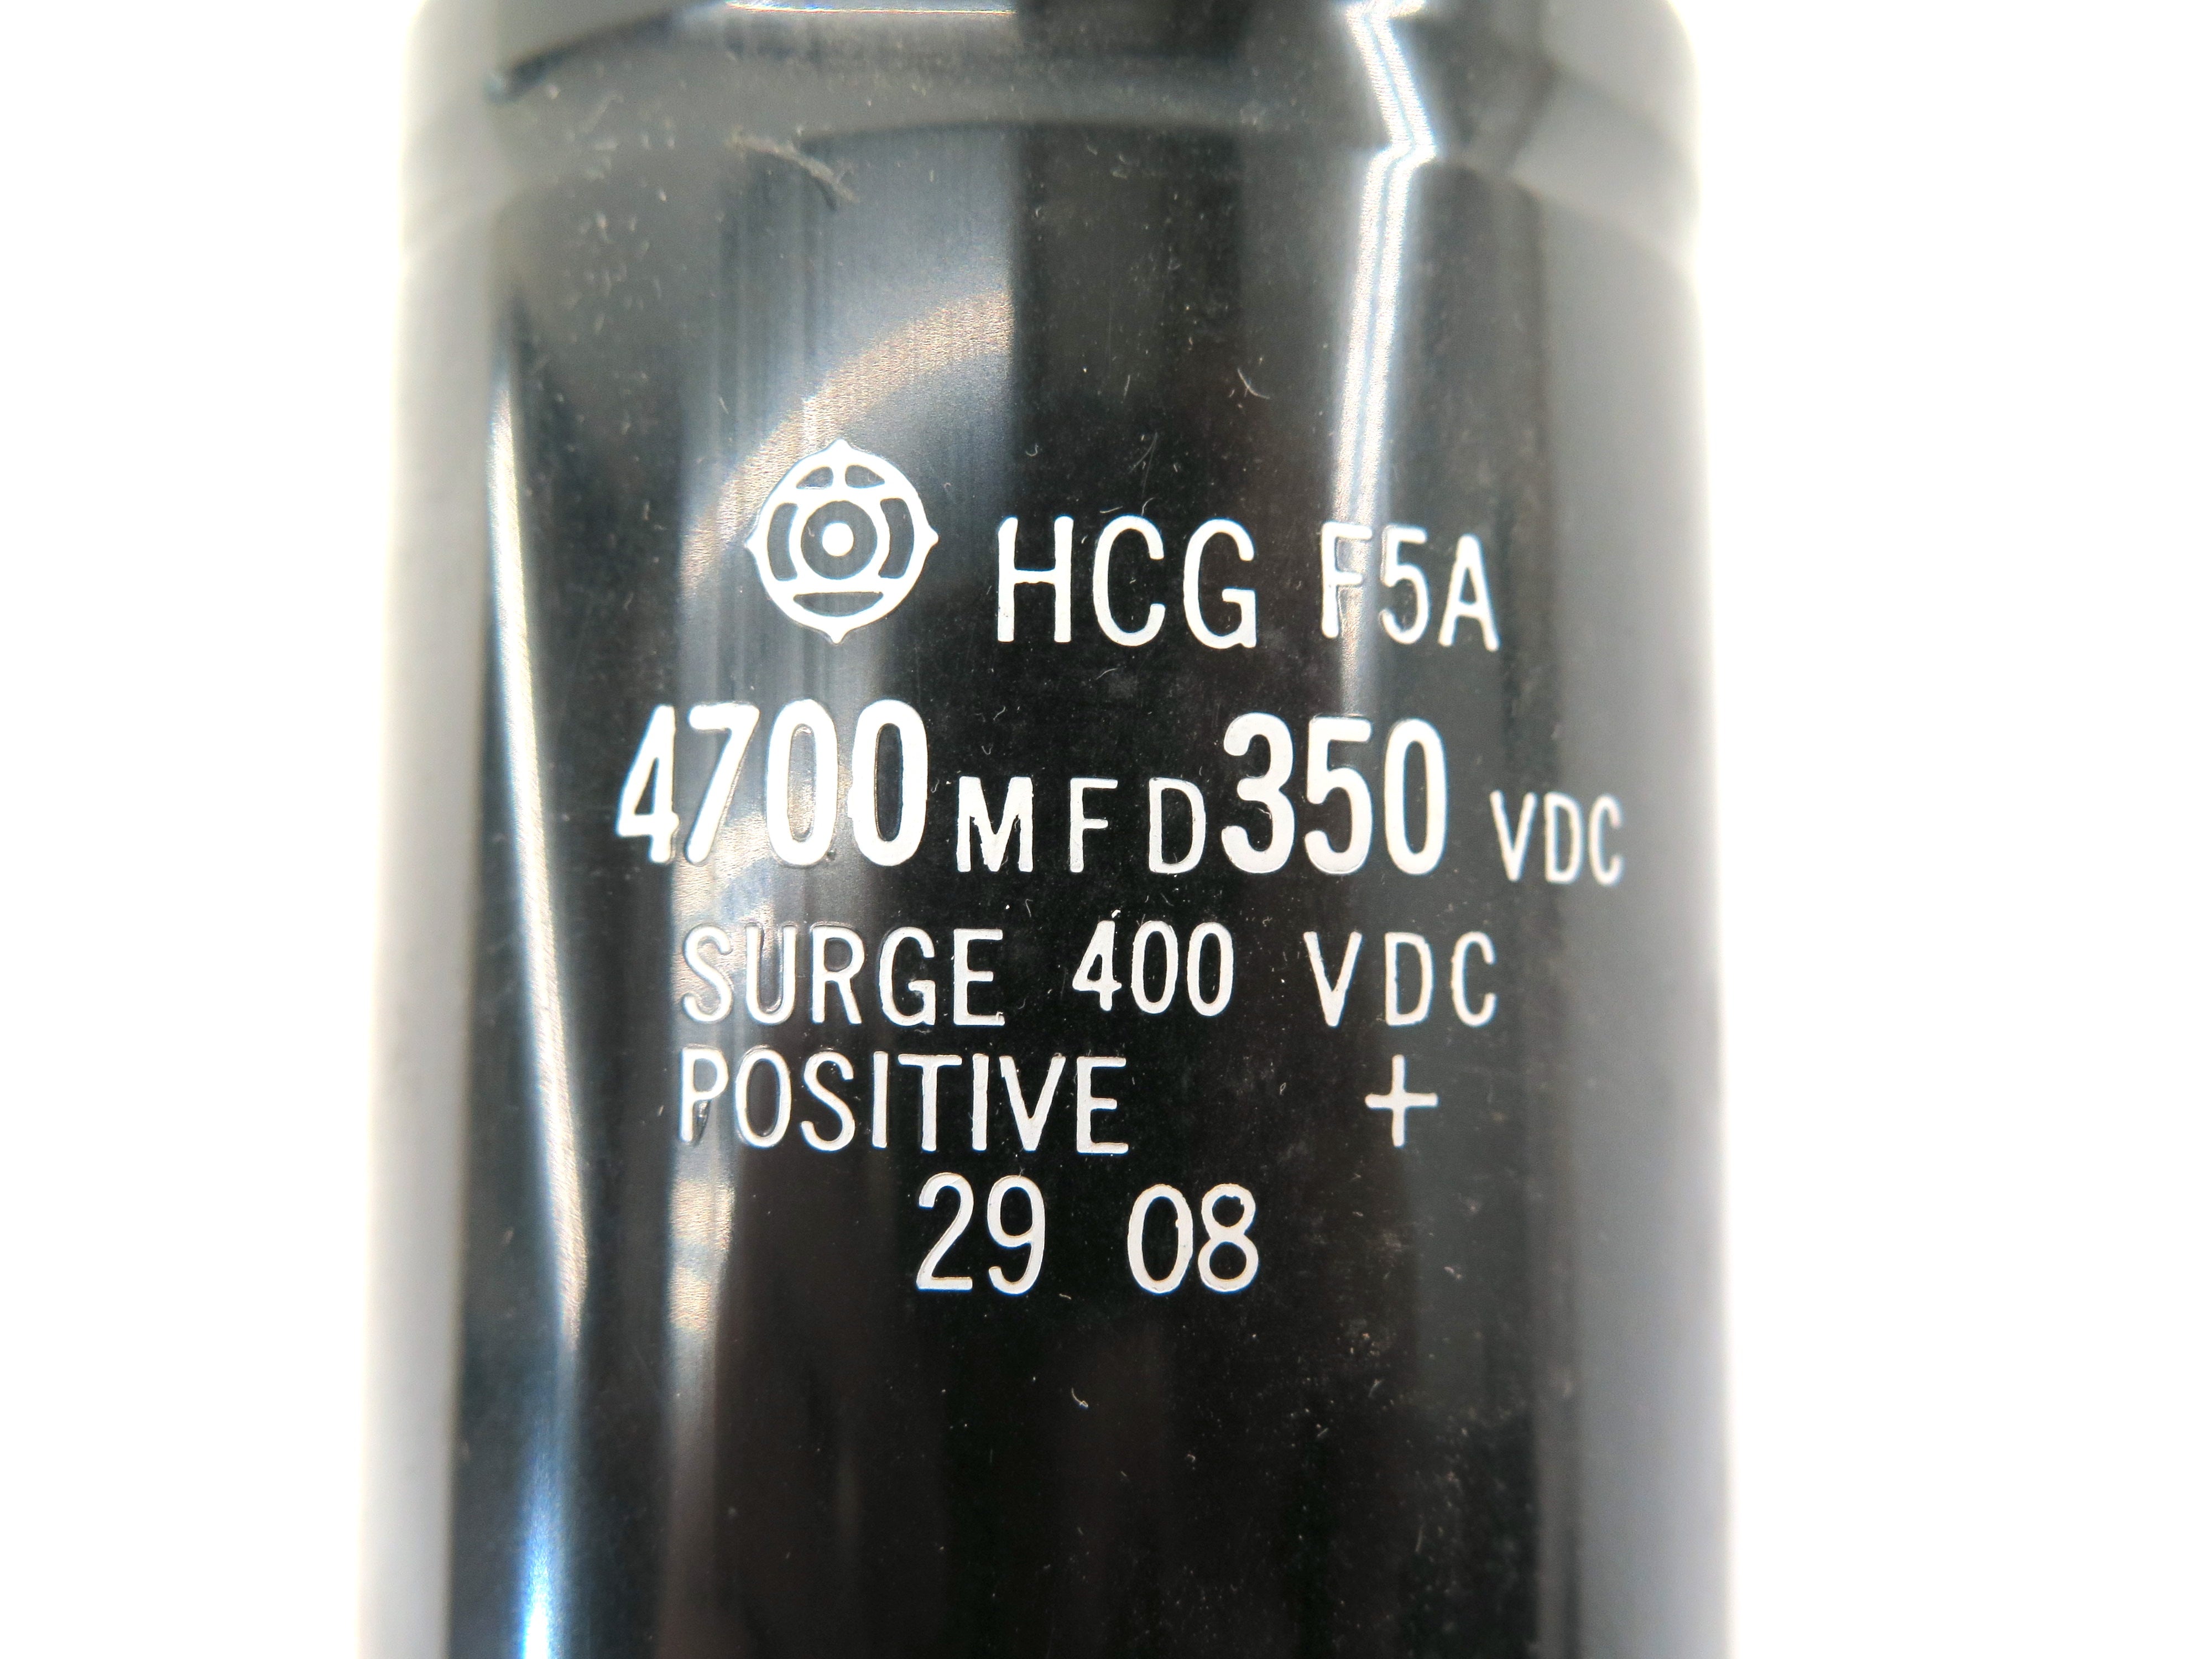 HCG F5A
4700 MFD 350 VDC
SURGE 400 VDC
POSITIVE +
29 08